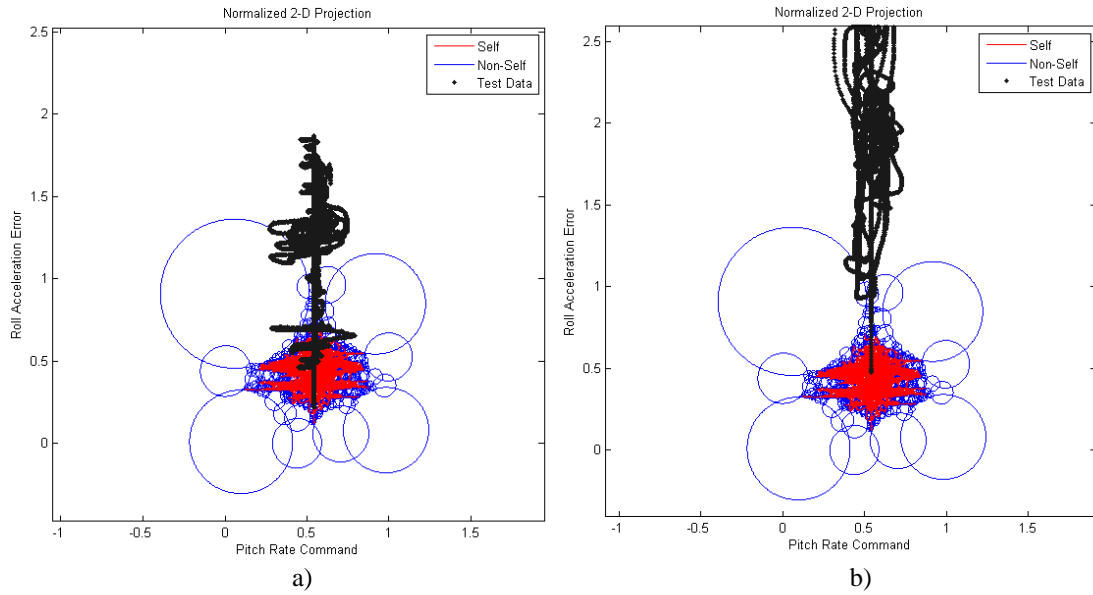 Normalized 2-D Projection
Self
Non-Self
Test Data
Roll Acceleration Error
2.5
2
1.5
1
0.5
0
-1
-0.5
0
0.5
1
1.5
Pitch Rate Command
a)
Normalized 2-D Projection
Self
Non-Self
Test Data
Roll Acceleration Error
2.5
2
1.5
1
0.5
0
-1
-0.5
0
0.5
1
1.5
Pitch Rate Command
b)